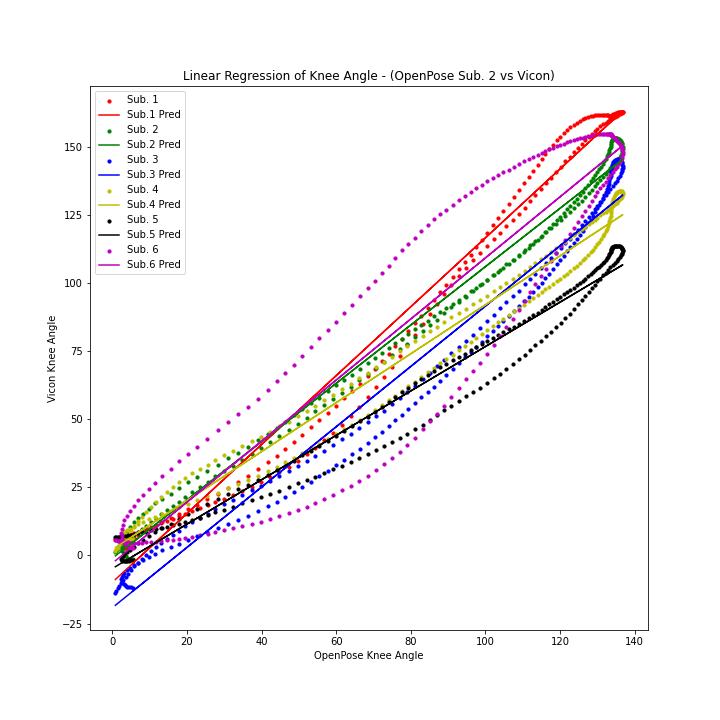 Linear Regression of Knee Angle - (OpenPose Sub. 2 vs Vicon)
Sub. 1
Sub.1 Pred
Sub. 2
Sub.2 Pred
Sub. 3
Sub.3 Pred
Sub. 4
Sub.4 Pred
Sub. 5
Sub.5 Pred
Sub. 6
Sub.6 Pred
150
125
100
75
50
25
0
−25
Vicon Knee Angle
0 20 40 60 80 100 120 140
OpenPose Knee Angle